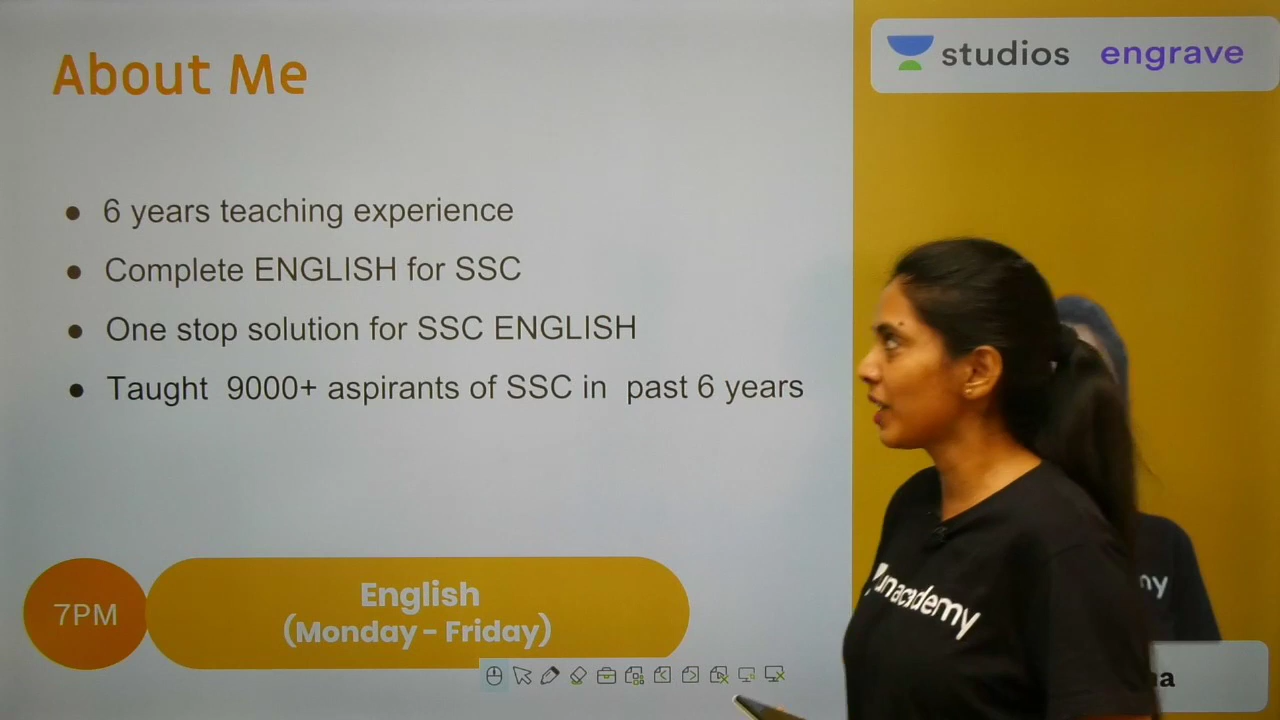 About Me
studios engrave
● 6 years teaching experience
● Complete ENGLISH for SSC
● One stop solution for SSC ENGLISH
● Taught 9000+ aspirants of SSC in past 6 years
unacademy
7PM
English
(Monday - Friday)